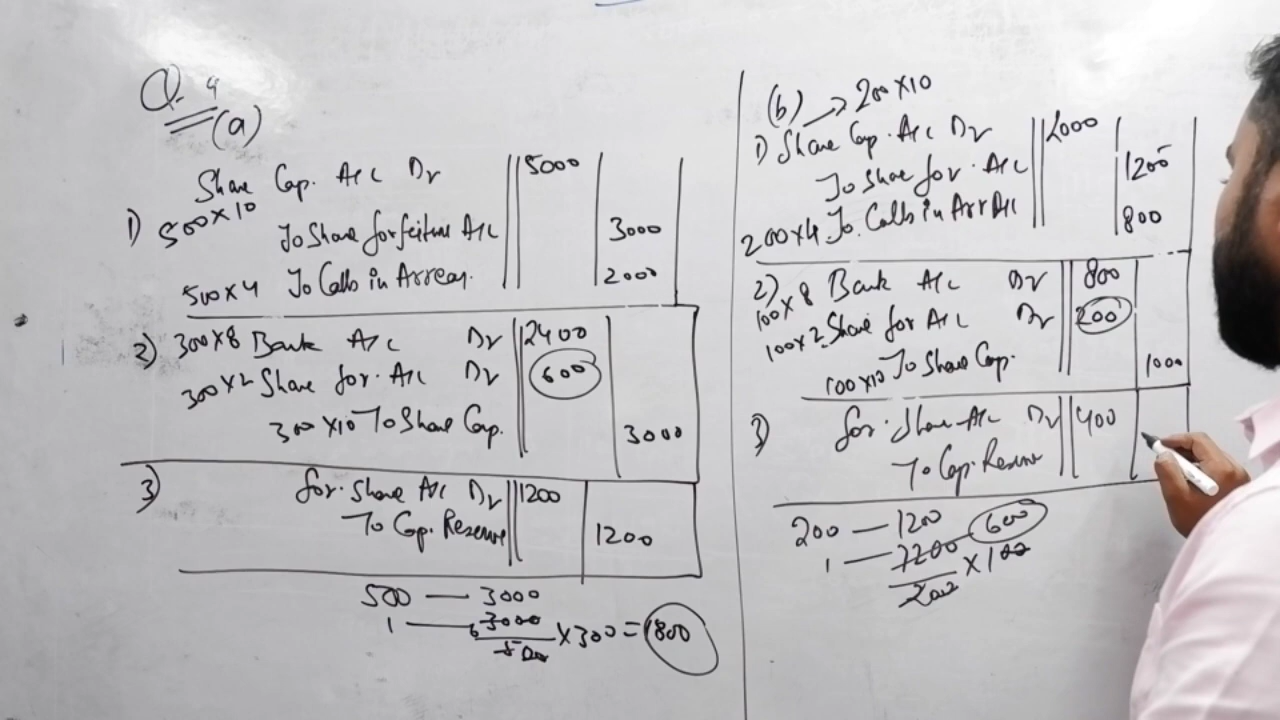 Q.4
(a)
Share Cap. A/c Dr 5000
1) 500×10
To Share forfeiture A/c 3000
500×4 To Calls in Arrear. 2000
2) 300×8 Bank A/c Dr 2400
300×2 Share for. A/c Dr 600
300×10 To Share Cap. 3000
3) for. Share A/c Dr 1200
To Cap. Reserve 1200
500 — 3000
1 — 3000
6
500 ×300 = 1800
(b) → 200×10
1) Share Cap. A/c Dr 2000
To Share for. A/c 1200
200×4 To. Calls in Arr A/c 800
2) 100×8 Bank A/c Dr 800
100×2 Share for A/c Dr 200
100×10 To Share Cap. 1000
3) for. Share A/c Dr 400
To Cap. Reserve
200 — 1200 600
1 — 1200
200 ×100